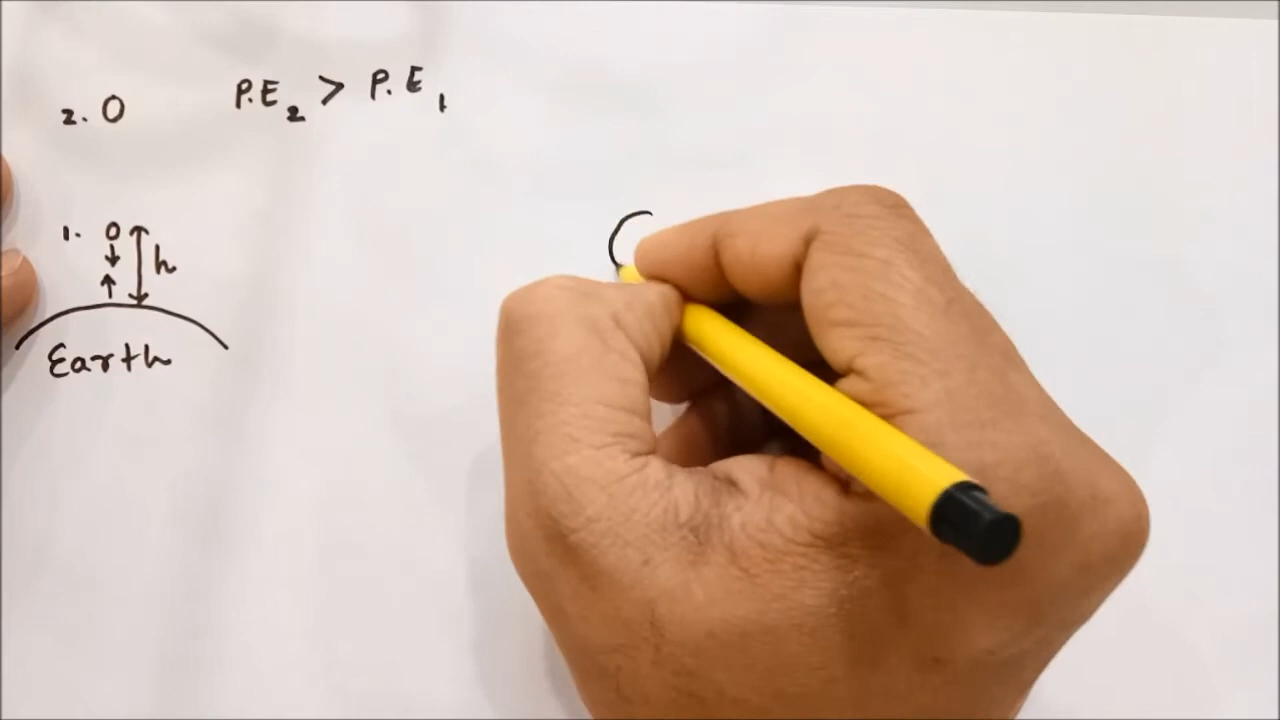 2. O P.E₂ > P.E₁
1. O h
Earth